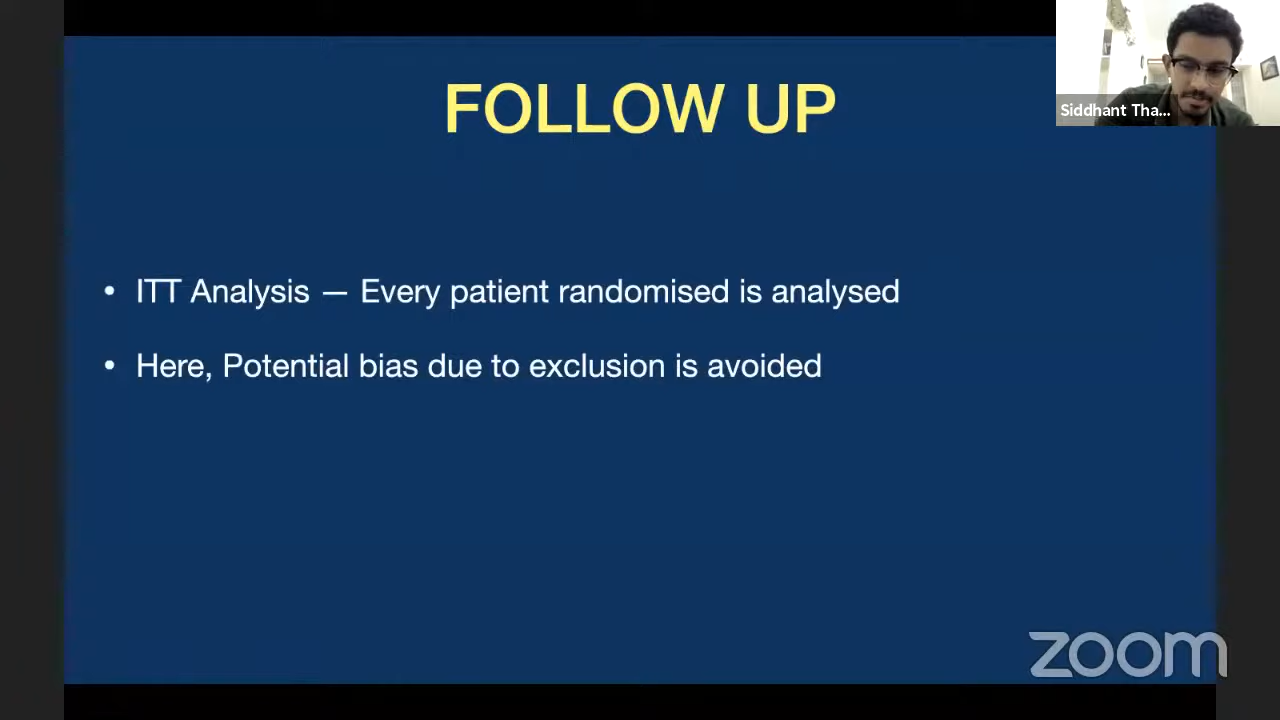 FOLLOW UP
Siddhant Tha...
• ITT Analysis — Every patient randomised is analysed
• Here, Potential bias due to exclusion is avoided
zoom